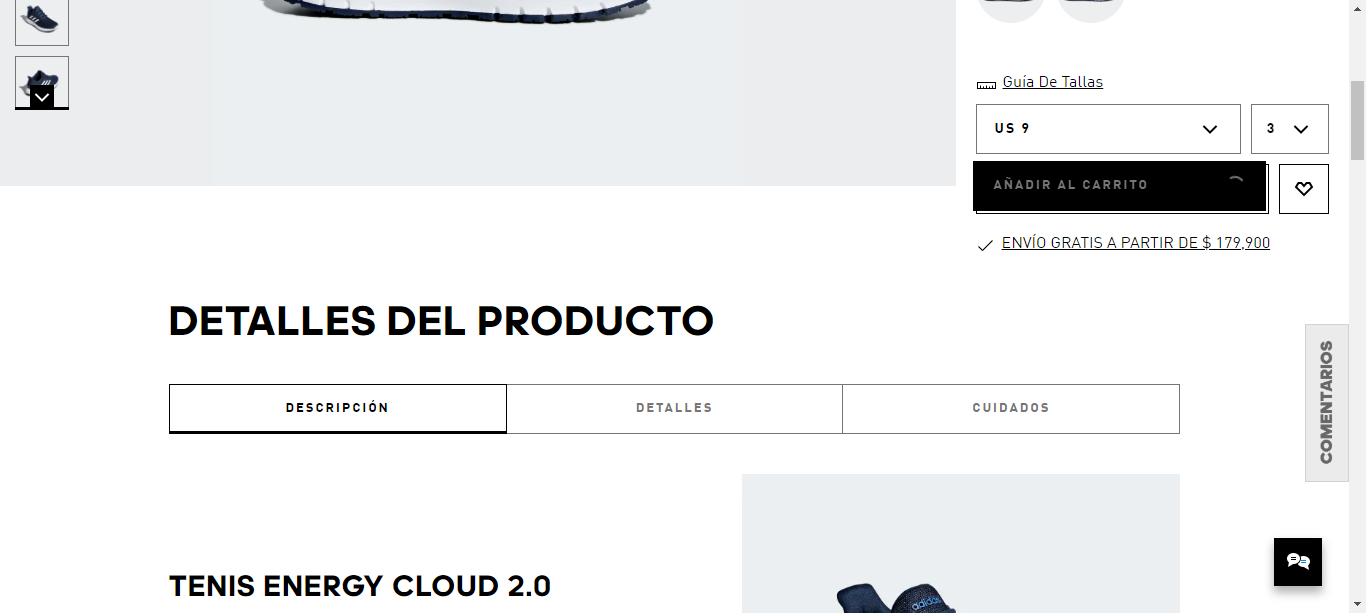 Guía De Tallas
US 9
3
AÑADIR AL CARRITO
ENVÍO GRATIS A PARTIR DE $ 179,900
DETALLES DEL PRODUCTO
DESCRIPCIÓN
DETALLES
CUIDADOS
COMENTARIOS
TENIS ENERGY CLOUD 2.0
adidas